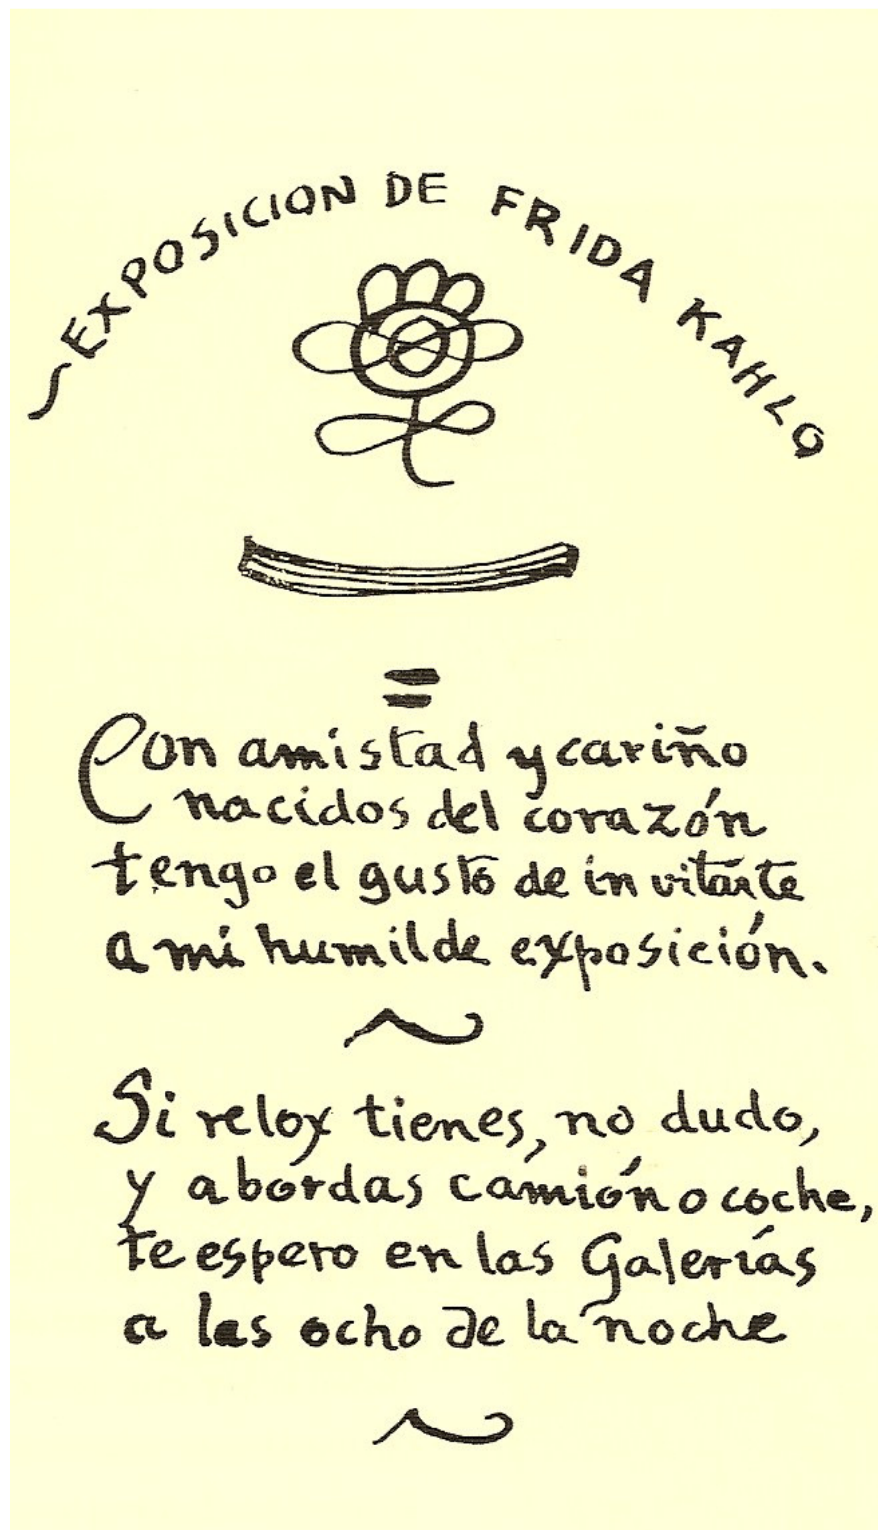 EXPOSICION DE FRIDA KAHLO
Con amistad y cariño
nacidos del corazón
tengo el gusto de invitarte
a mi humilde exposición.
Si relox tienes, no dudo,
y abordas camión o coche,
te espero en las Galerías
a las ocho de la noche